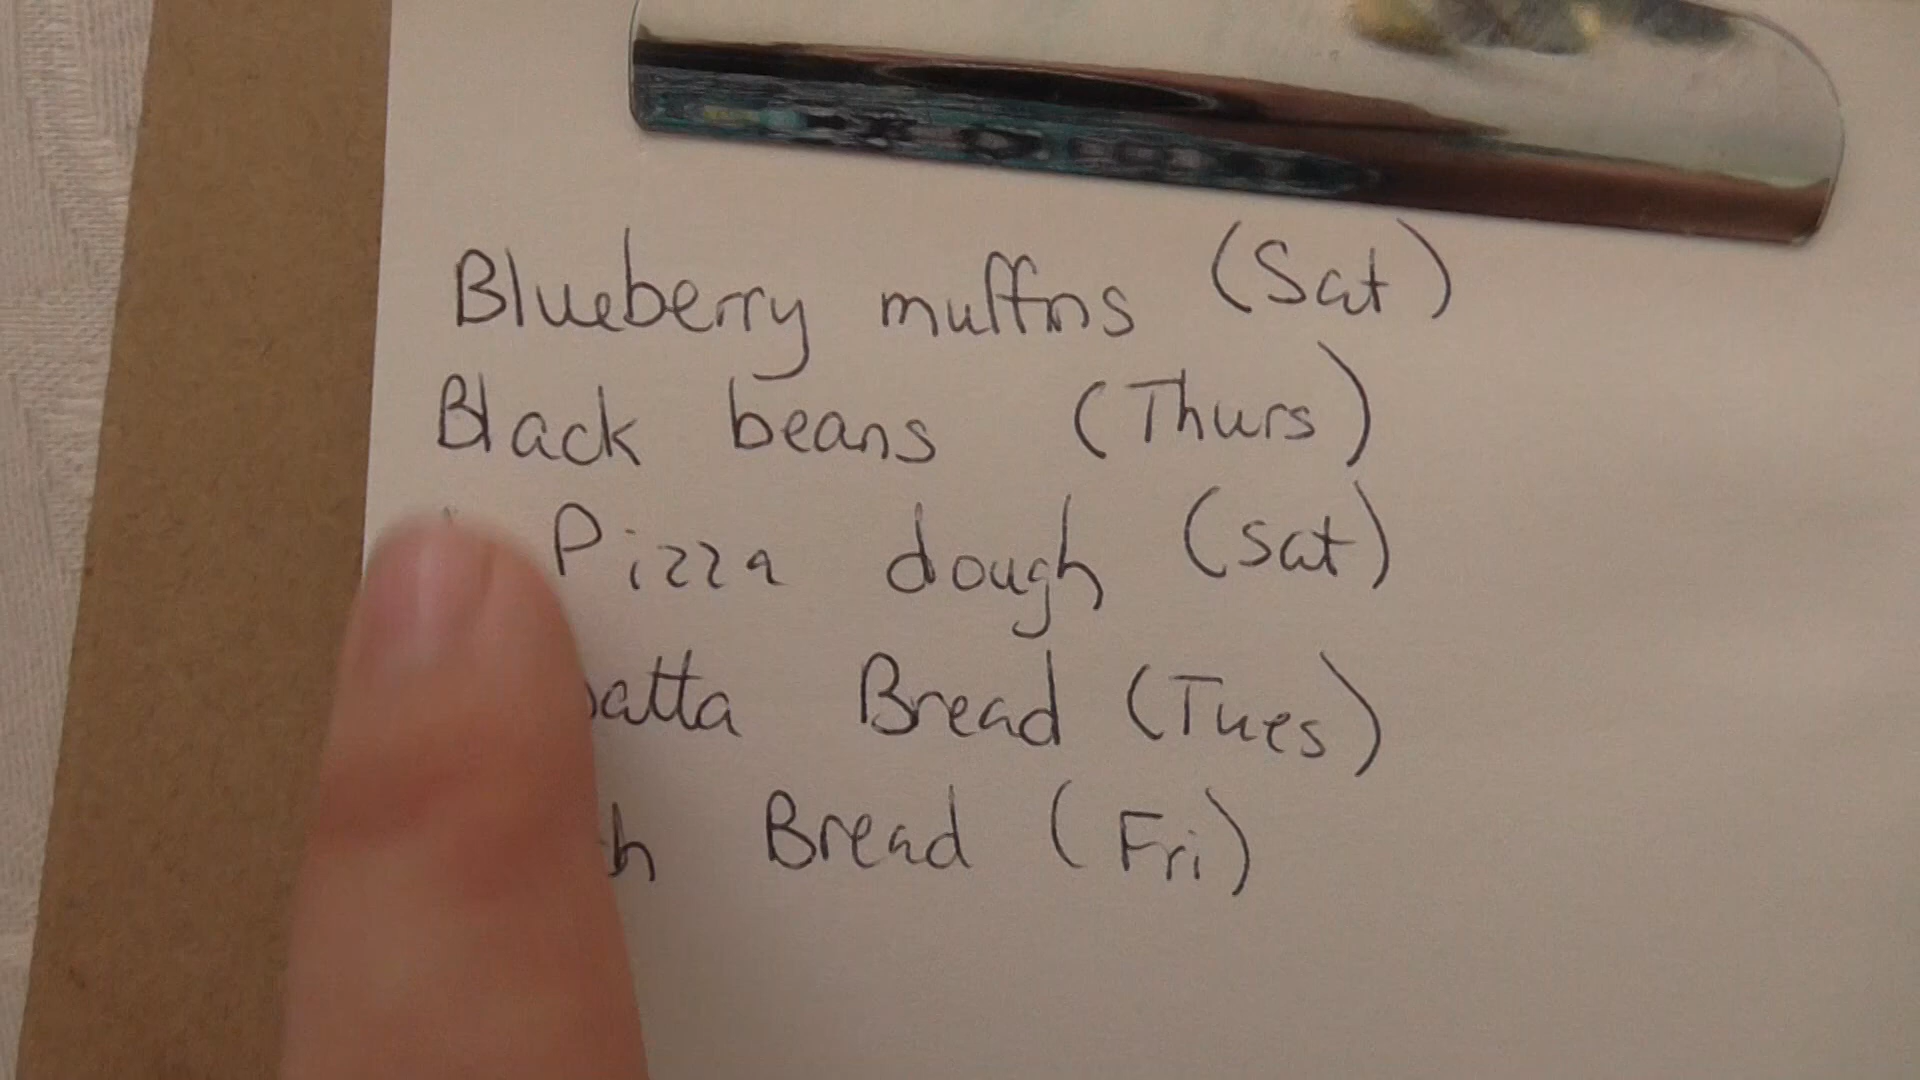 Blueberry muffins (Sat)
Black beans (Thurs)
Pizza dough (Sat)
Bread (Tues)
Bread (Fri)